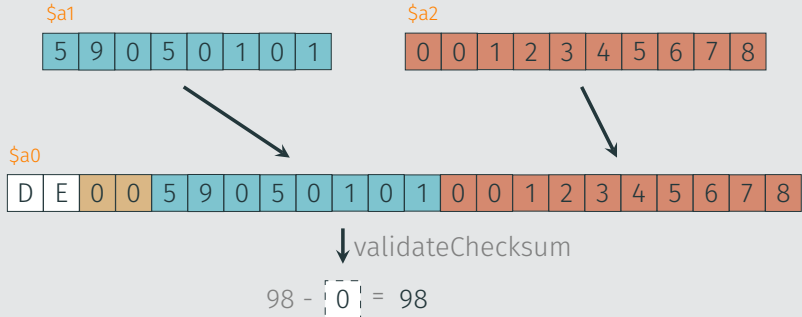 $a1 $a2
5 9 0 5 0 1 0 1 0 0 1 2 3 4 5 6 7 8
$a0
D E 0 0 5 9 0 5 0 1 0 1 0 0 1 2 3 4 5 6 7 8
validateChecksum
98 - 0 = 98